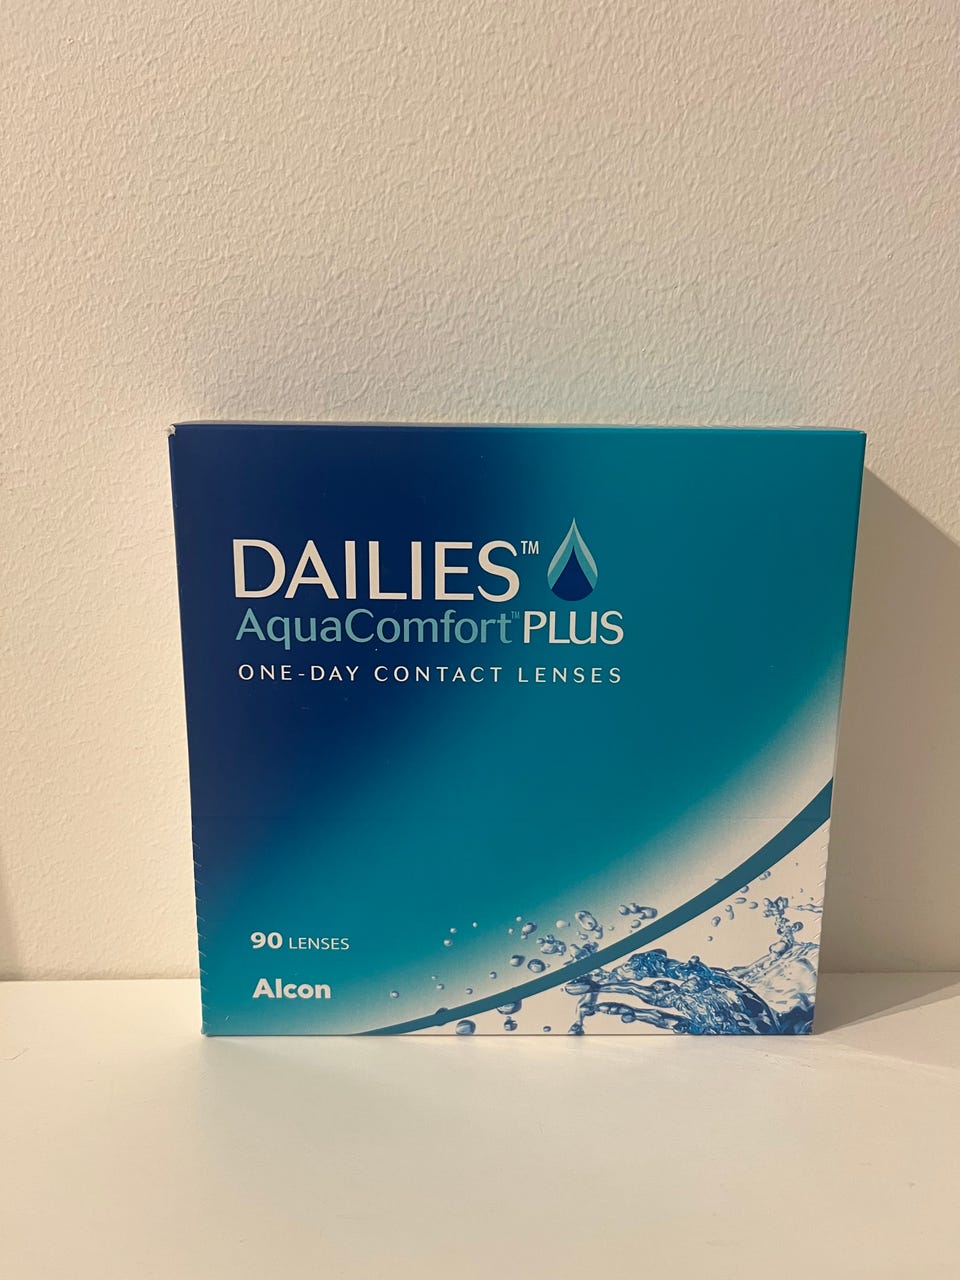 DAILIES™
AquaComfort™ PLUS
ONE-DAY CONTACT LENSES
90 LENSES
Alcon